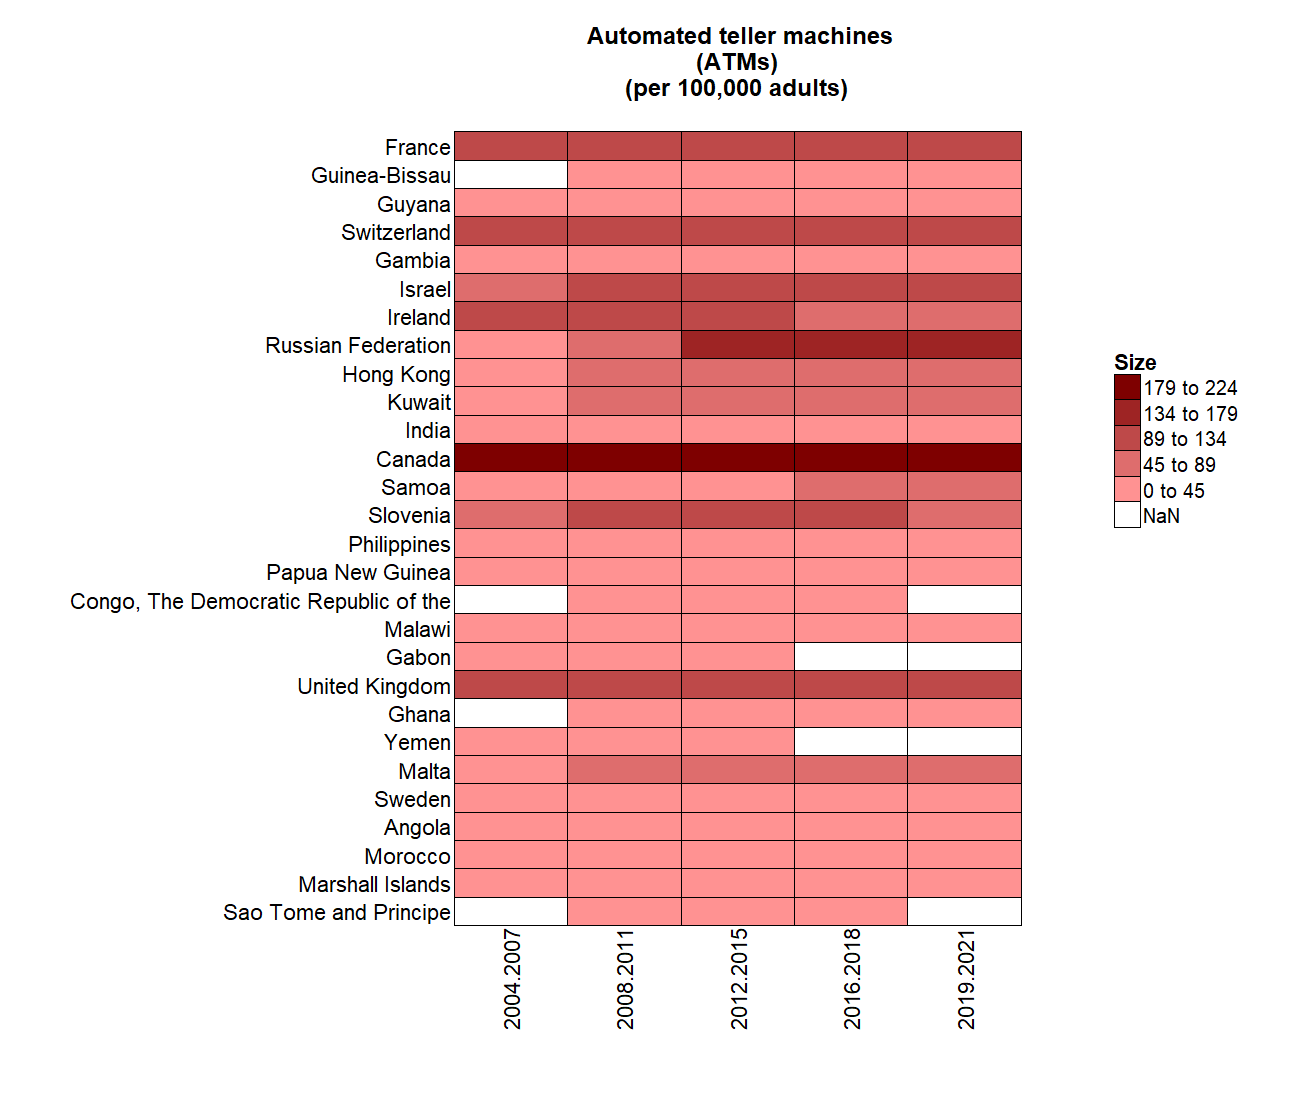 Automated teller machines
(ATMs)
(per 100,000 adults)
France
Guinea-Bissau
Guyana
Switzerland
Gambia
Israel
Ireland
Russian Federation
Hong Kong
Kuwait
India
Canada
Samoa
Slovenia
Philippines
Papua New Guinea
Congo, The Democratic Republic of the
Malawi
Gabon
United Kingdom
Ghana
Yemen
Malta
Sweden
Angola
Morocco
Marshall Islands
Sao Tome and Principe
2004.2007
2008.2011
2012.2015
2016.2018
2019.2021
Size
179 to 224
134 to 179
89 to 134
45 to 89
0 to 45
NaN